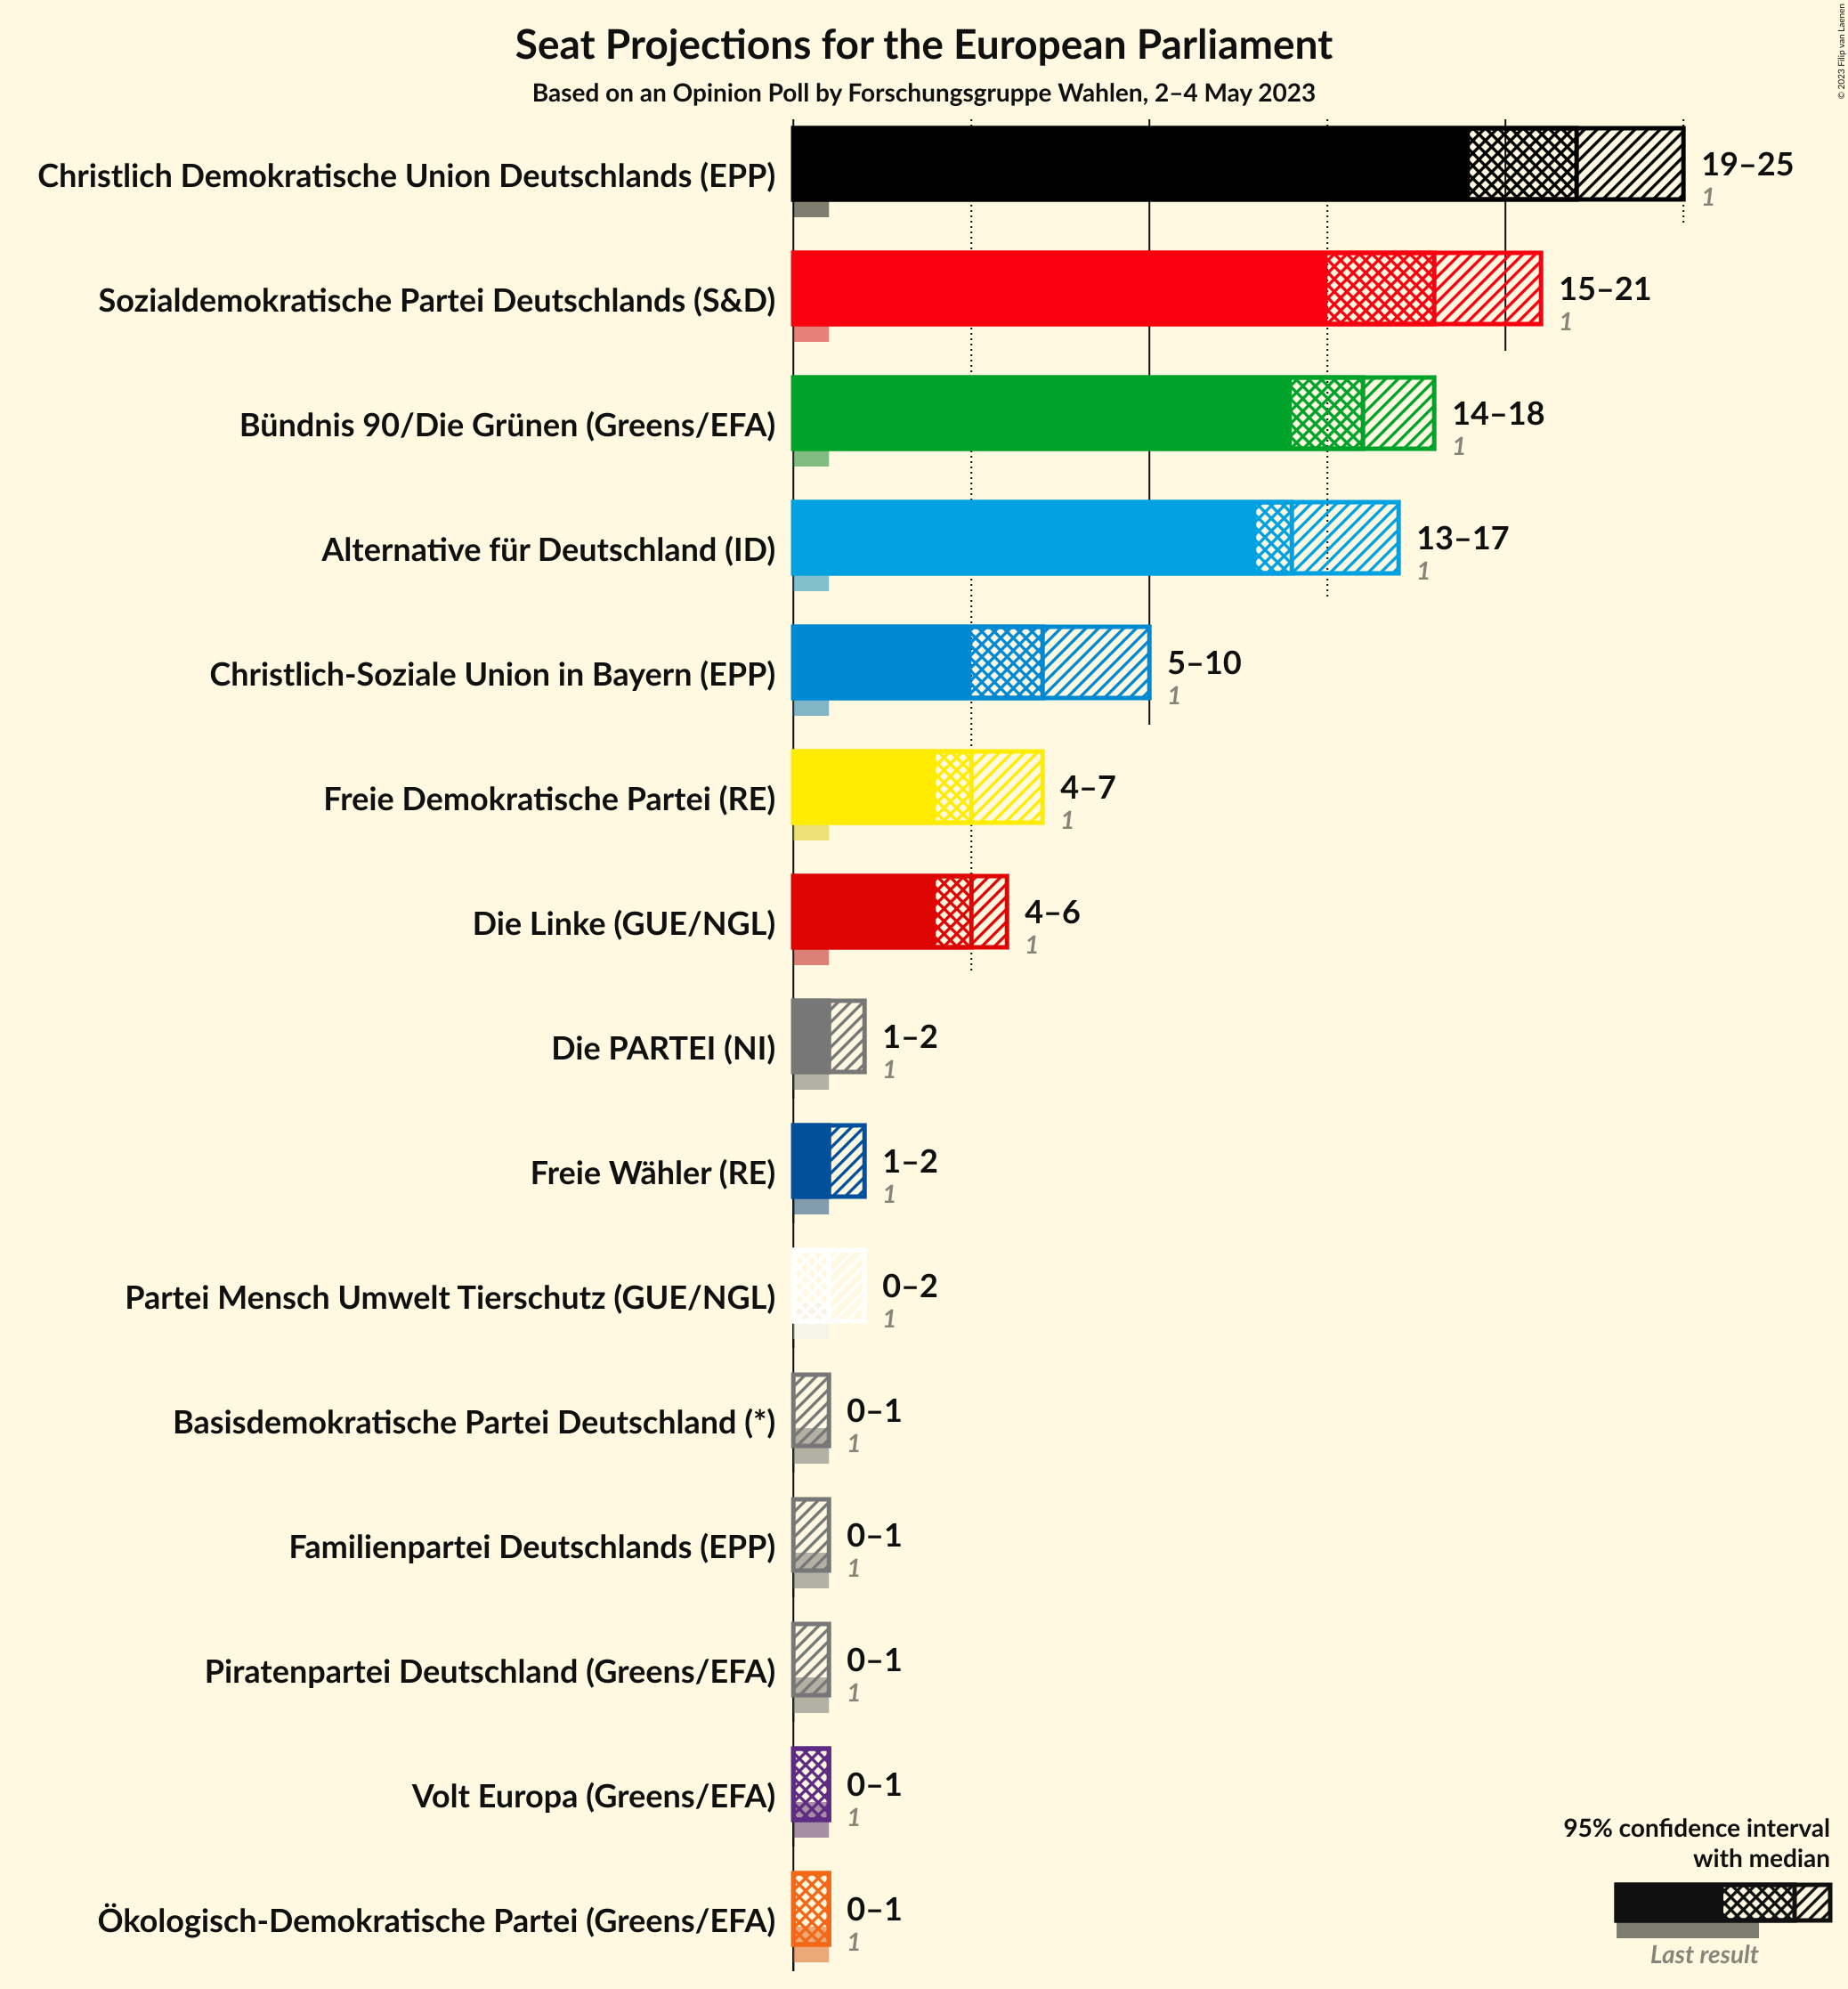 Seat Projections for the European Parliament
Based on an Opinion Poll by Forschungsgruppe Wahlen, 2–4 May 2023
© 2023 Filip van Laenen
Christlich Demokratische Union Deutschlands (EPP)
19–25
1
Sozialdemokratische Partei Deutschlands (S&D)
15–21
1
Bündnis 90/Die Grünen (Greens/EFA)
14–18
1
Alternative für Deutschland (ID)
13–17
1
Christlich-Soziale Union in Bayern (EPP)
5–10
1
Freie Demokratische Partei (RE)
4–7
1
Die Linke (GUE/NGL)
4–6
1
Die PARTEI (NI)
1–2
1
Freie Wähler (RE)
1–2
1
Partei Mensch Umwelt Tierschutz (GUE/NGL)
0–2
1
Basisdemokratische Partei Deutschland (*)
0–1
1
Familienpartei Deutschlands (EPP)
0–1
1
Piratenpartei Deutschland (Greens/EFA)
0–1
1
Volt Europa (Greens/EFA)
0–1
1
Ökologisch-Demokratische Partei (Greens/EFA)
0–1
1
95% confidence interval
with median
Last result